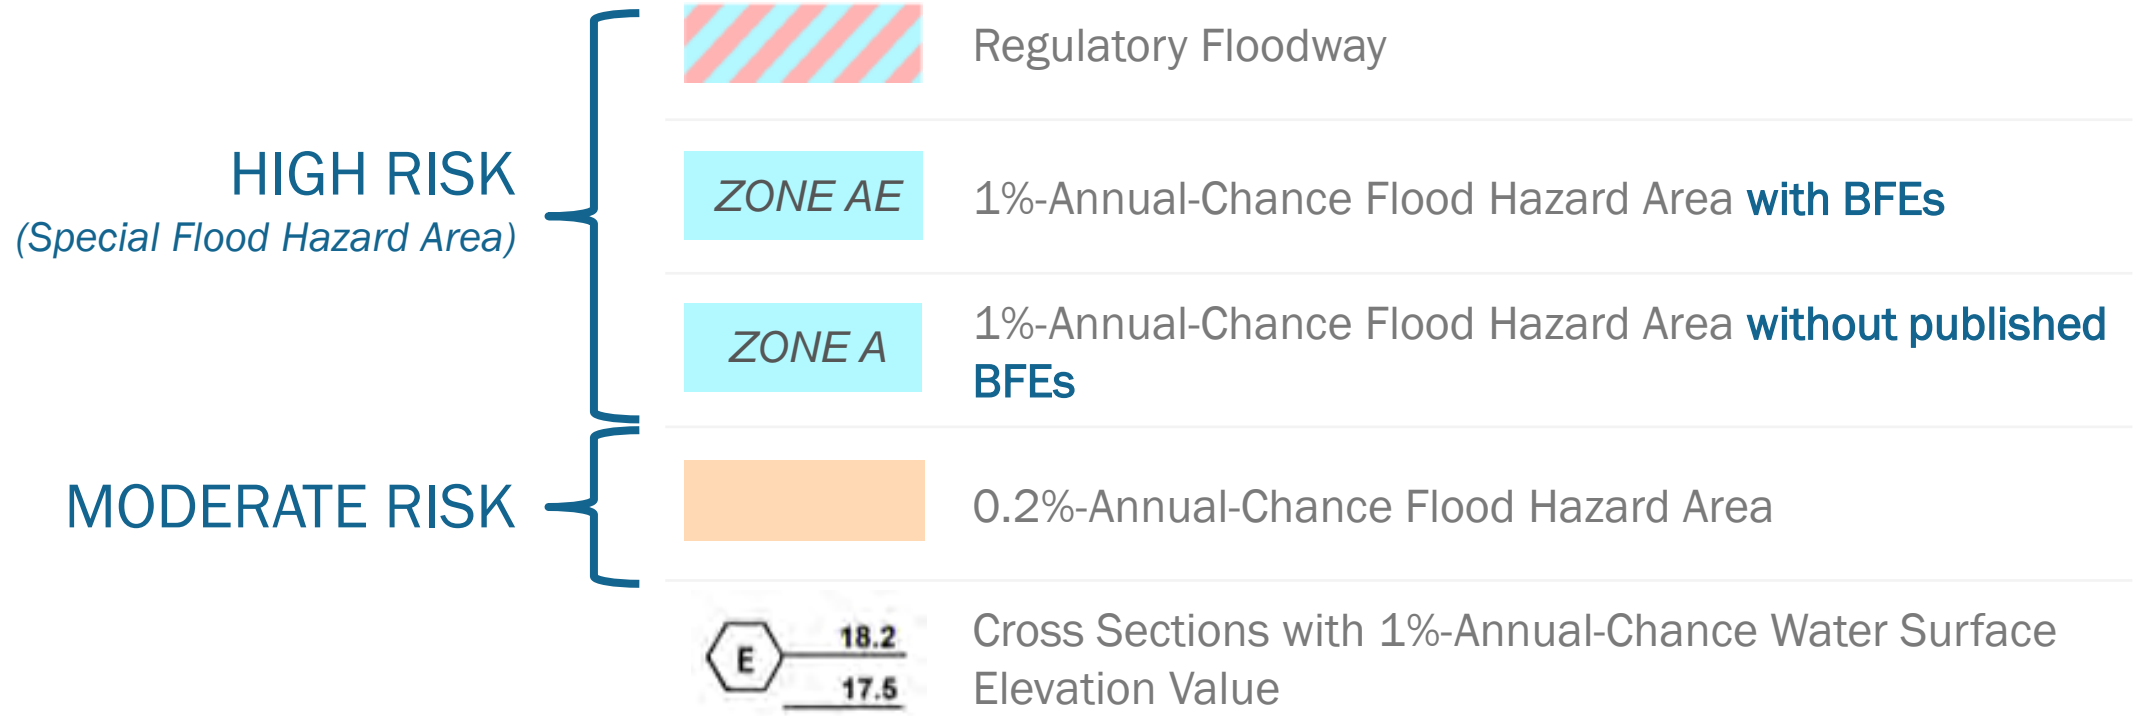 Regulatory Floodway
HIGH RISK
(Special Flood Hazard Area)
ZONE AE
1%-Annual-Chance Flood Hazard Area with BFEs
ZONE A
1%-Annual-Chance Flood Hazard Area without published
BFEs
MODERATE RISK
0.2%-Annual-Chance Flood Hazard Area
E
18.2
17.5
Cross Sections with 1%-Annual-Chance Water Surface
Elevation Value